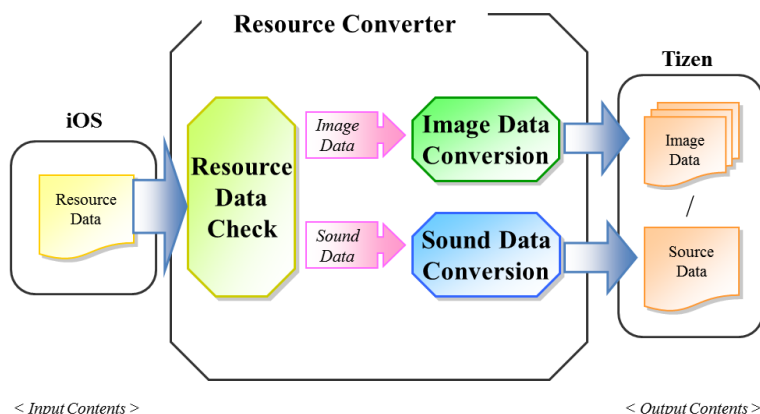 Resource Converter
iOS
Resource
Data
Resource
Data
Check
Image
Data
Image Data
Conversion
Sound
Data
Sound Data
Conversion
Tizen
Image
Data
/
Source
Data
< Input Contents >
< Output Contents >